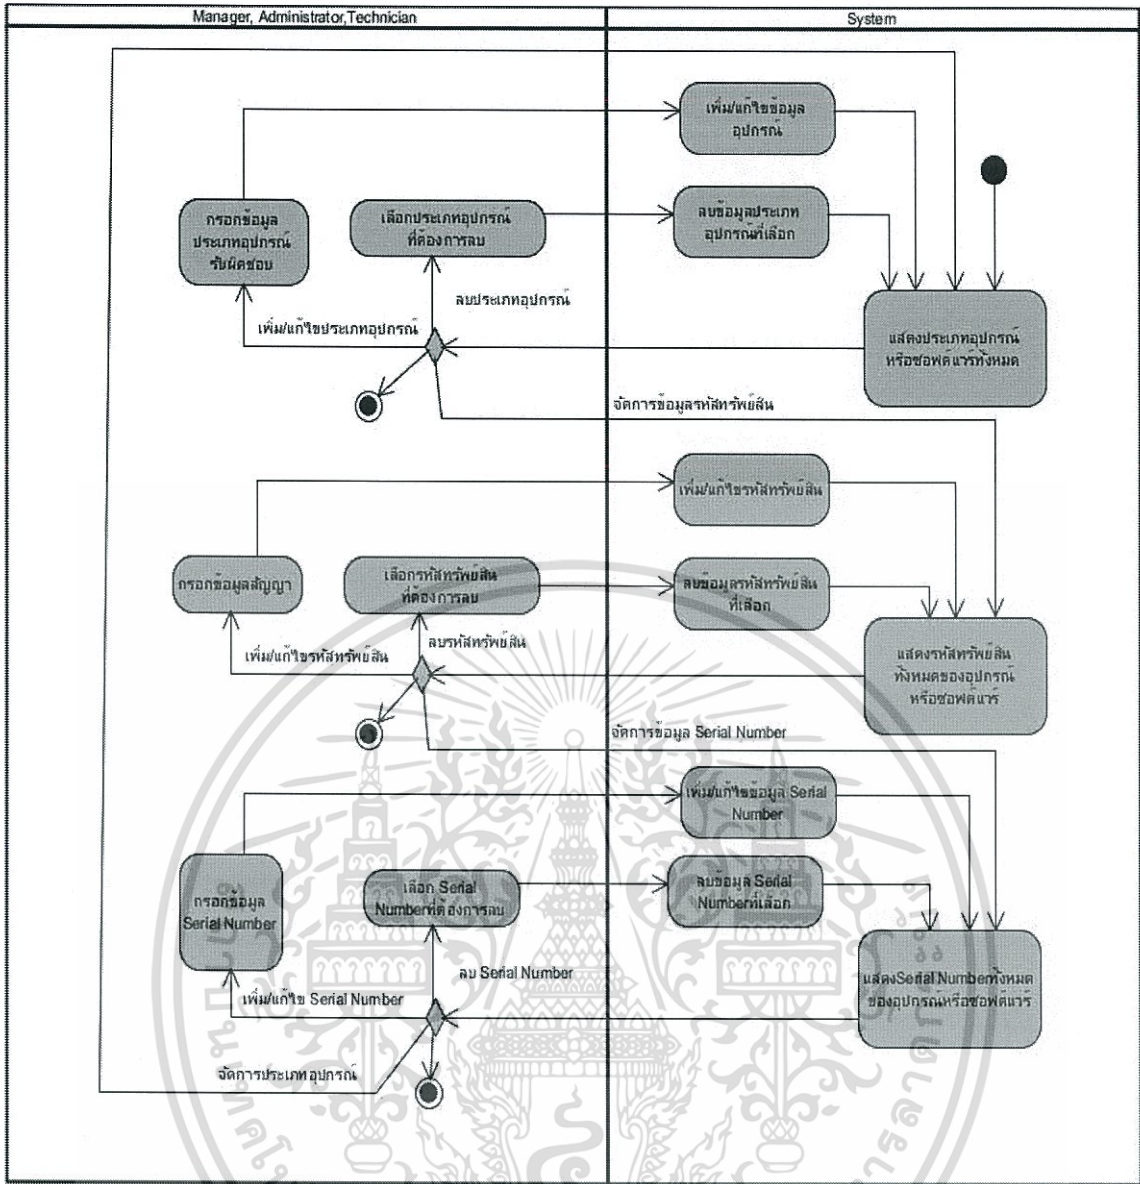 Manager, Administrator,Technician
System
เพิ่ม/แก้ไขข้อมูล
อุปกรณ์
กรอกข้อมูล
ประเภทอุปกรณ์
รับผิดชอบ
เลือกประเภทอุปกรณ์
ที่ต้องการลบ
ลบข้อมูลประเภท
อุปกรณ์ที่เลือก
ลบประเภทอุปกรณ์
เพิ่ม/แก้ไขประเภทอุปกรณ์
แสดงประเภทอุปกรณ์
หรือซอฟต์แวร์ทั้งหมด
จัดการข้อมูลรหัสทรัพย์สิน
เพิ่ม/แก้ไขรหัสทรัพย์สิน
กรอกข้อมูลสัญญา
เลือกรหัสทรัพย์สิน
ที่ต้องการลบ
ลบข้อมูลรหัสทรัพย์สิน
ที่เลือก
ลบรหัสทรัพย์สิน
เพิ่ม/แก้ไขรหัสทรัพย์สิน
แสดงรหัสทรัพย์สิน
ทั้งหมดของอุปกรณ์
หรือซอฟต์แวร์
จัดการข้อมูล Serial Number
เพิ่ม/แก้ไขข้อมูล Serial
Number
กรอกข้อมูล
Serial Number
เลือก Serial
Numberที่ต้องการลบ
ลบข้อมูล Serial
Numberที่เลือก
ลบ Serial Number
เพิ่ม/แก้ไข Serial Number
แสดงSerial Numberทั้งหมด
ของอุปกรณ์หรือซอฟต์แวร์
จัดการประเภทอุปกรณ์